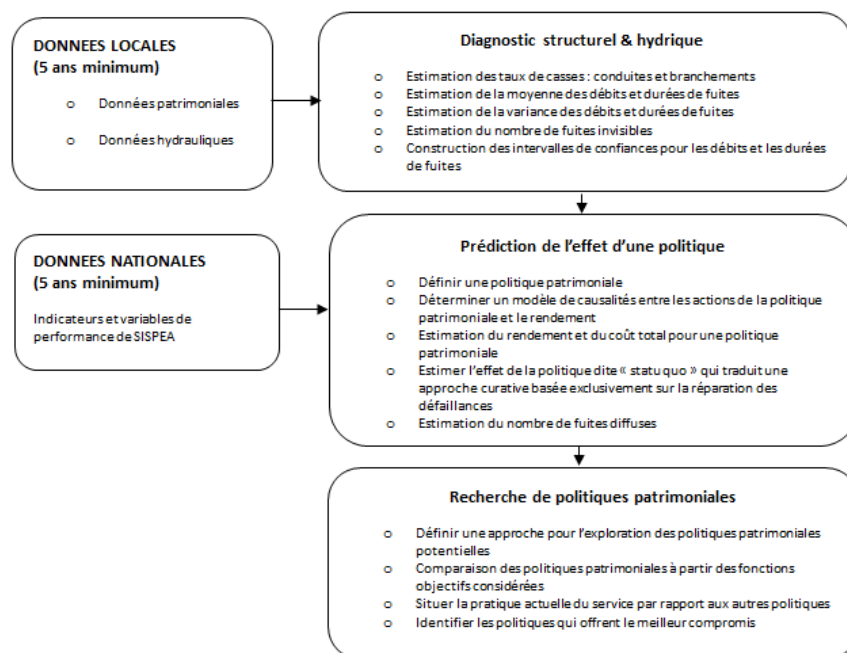 DONNEES LOCALES
(5 ans minimum)
o Données patrimoniales
o Données hydrauliques
Diagnostic structurel & hydrique
o Estimation des taux de casses : conduites et branchements
o Estimation de la moyenne des débits et durées de fuites
o Estimation de la variance des débits et durées de fuites
o Estimation du nombre de fuites invisibles
o Construction des intervalles de confiances pour les débits et les durées
de fuites
DONNEES NATIONALES
(5 ans minimum)
Indicateurs et variables de
performance de SISPEA
Prédiction de l'effet d'une politique
o Définir une politique patrimoniale
o Déterminer un modèle de causalités entre les actions de la politique
patrimoniale et le rendement
o Estimation du rendement et du coût total pour une politique
patrimoniale
o Estimer l'effet de la politique dite « statu quo » qui traduit une
approche curative basée exclusivement sur la réparation des
défaillances
o Estimation du nombre de fuites diffuses
Recherche de politiques patrimoniales
o Définir une approche pour l'exploration des politiques patrimoniales
potentielles
o Comparaison des politiques patrimoniales à partir des fonctions
objectifs considérées
o Situer la pratique actuelle du service par rapport aux autres politiques
o Identifier les politiques qui offrent le meilleur compromis